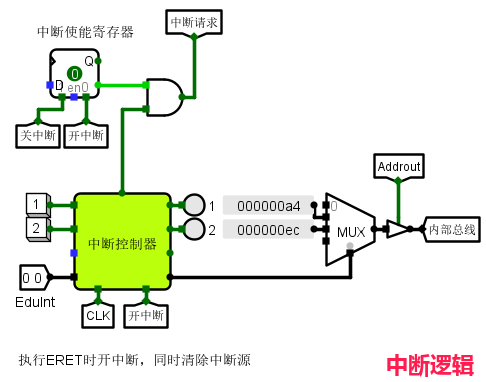 中断使能寄存器
中断请求
Q
0
D
en0
关中断
开中断
Addrout
1
2
中断控制器
1
2
000000a4
000000ec
0
MUX
内部总线
0 0
EduInt
CLK
开中断
执行ERET时开中断，同时清除中断源
中断逻辑